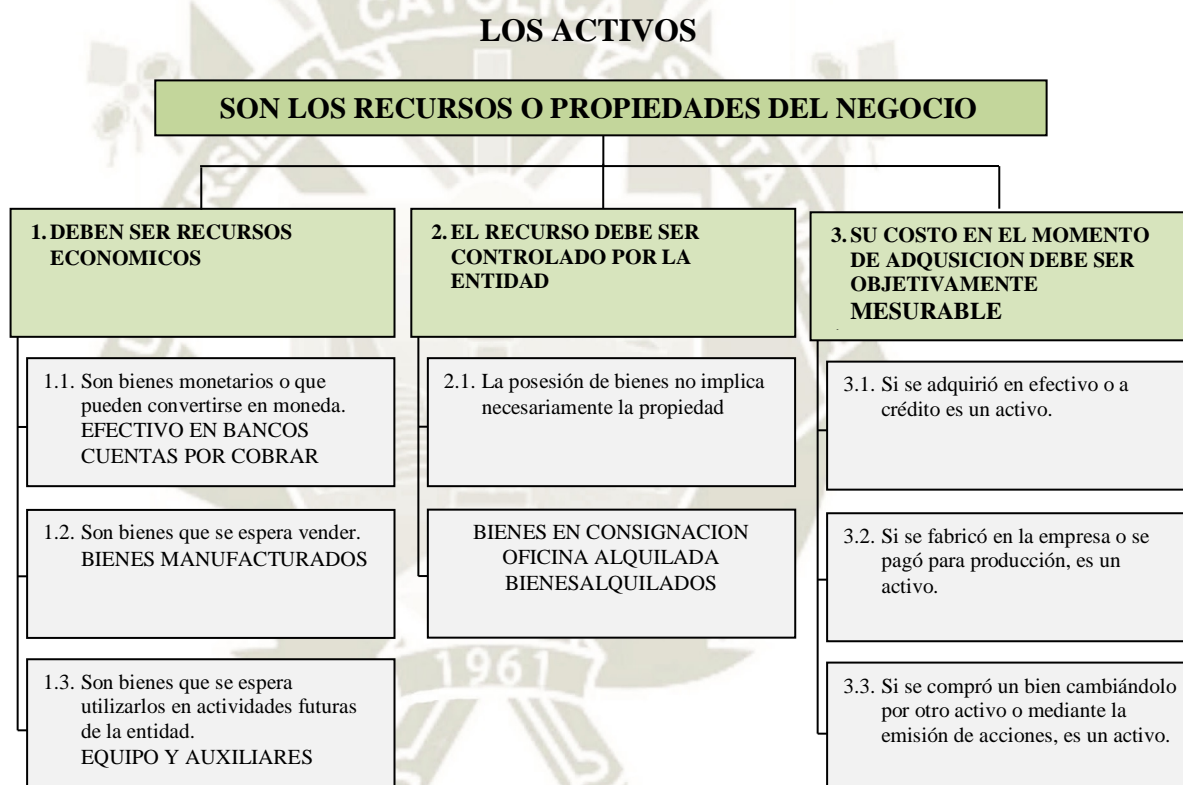 LOS ACTIVOS
SON LOS RECURSOS O PROPIEDADES DEL NEGOCIO
1. DEBEN SER RECURSOS
ECONOMICOS
1.1. Son bienes monetarios o que
pueden convertirse en moneda.
EFECTIVO EN BANCOS
CUENTAS POR COBRAR
1.2. Son bienes que se espera vender.
BIENES MANUFACTURADOS
1.3. Son bienes que se espera
utilizarlos en actividades futuras
de la entidad.
EQUIPO Y AUXILIARES
2. EL RECURSO DEBE SER
CONTROLADO POR LA
ENTIDAD
2.1. La posesión de bienes no implica
necesariamente la propiedad
BIENES EN CONSIGNACION
OFICINA ALQUILADA
BIENESALQUILADOS
3. SU COSTO EN EL MOMENTO
DE ADQUSICION DEBE SER
OBJETIVAMENTE
MESURABLE
3.1. Si se adquirió en efectivo o a
crédito es un activo.
3.2. Si se fabricó en la empresa o se
pagó para producción, es un
activo.
3.3. Si se compró un bien cambiándolo
por otro activo o mediante la
emisión de acciones, es un activo.
CATOLICA
1961